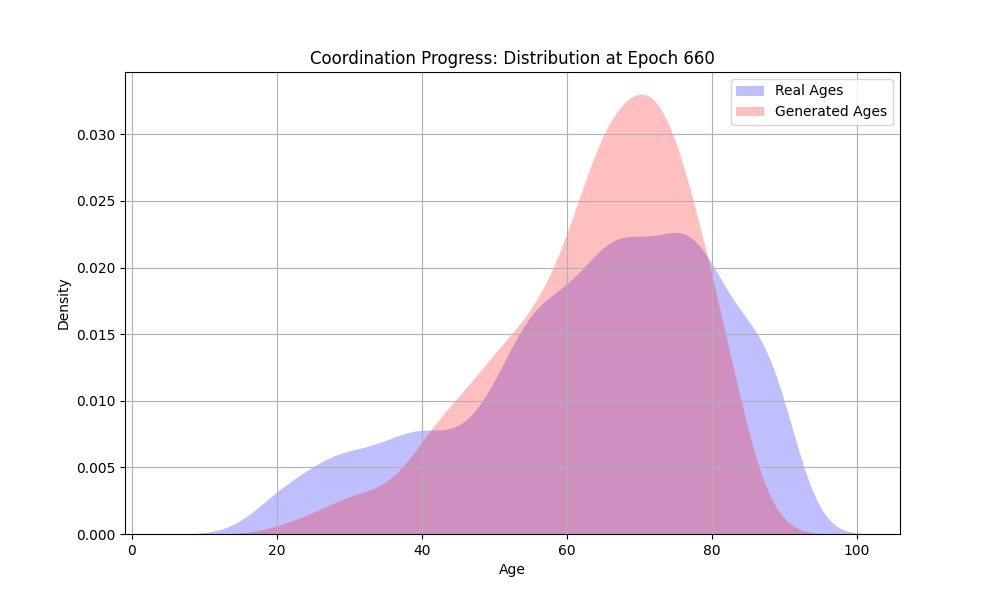 Coordination Progress: Distribution at Epoch 660
Real Ages
Generated Ages
0.030
0.025
0.020
0.015
0.010
0.005
0.000
Density
0 20 40 60 80 100
Age